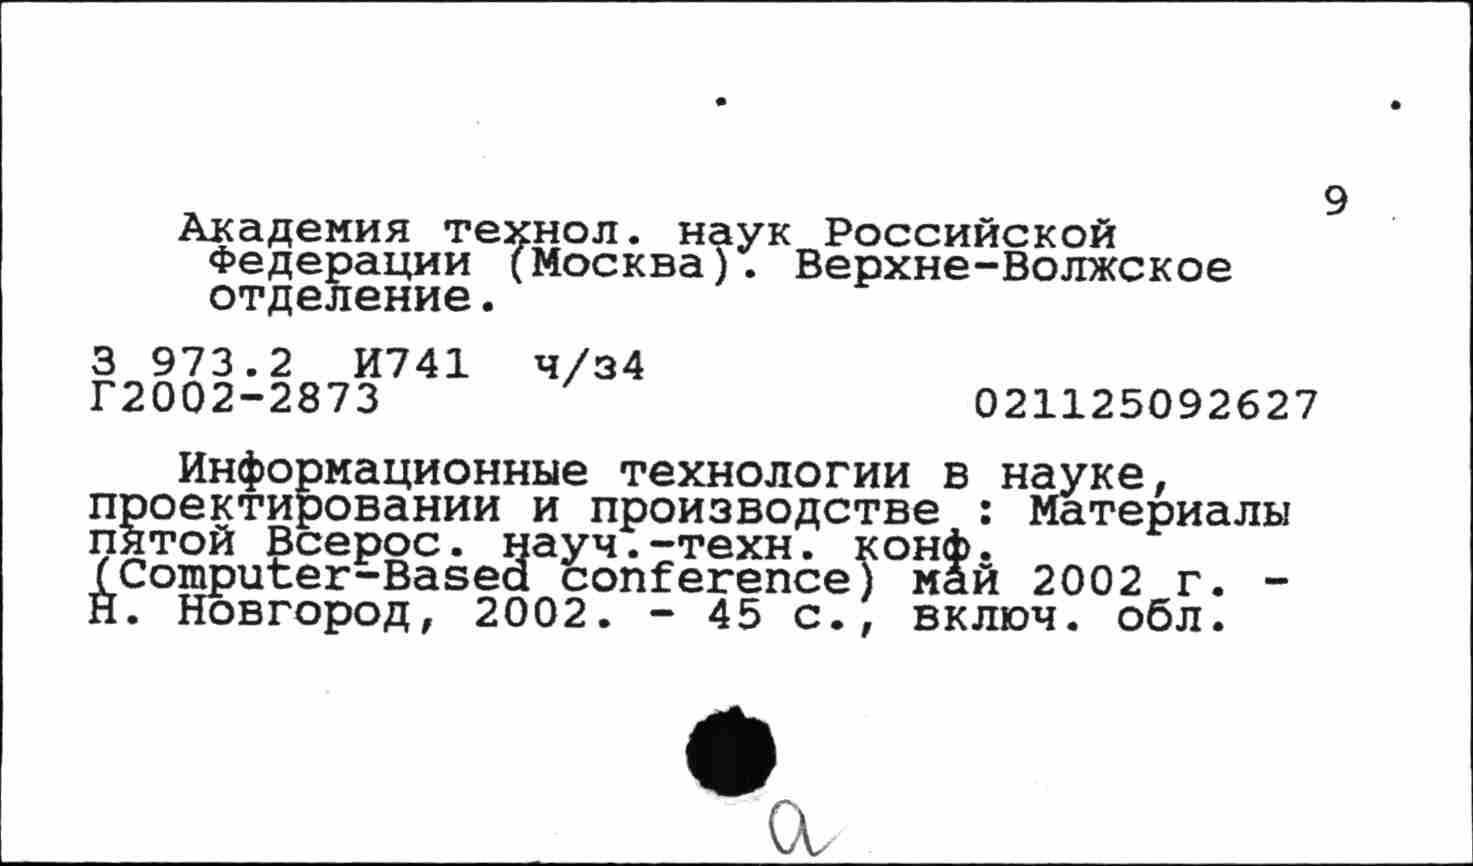 9
Академия технол. наук Российской
Федерации (Москва). Верхне-Волжское
отделение.
З 973.2 И741 ч/з4
Г2002-2873 021125092627
Информационные технологии в науке,
проектировании и производстве : Материалы
пятой Всерос. науч.-техн. конф.
(Computer-Based conference) май 2002 г. -
Н. Новгород, 2002. - 45 с., включ. обл.
a